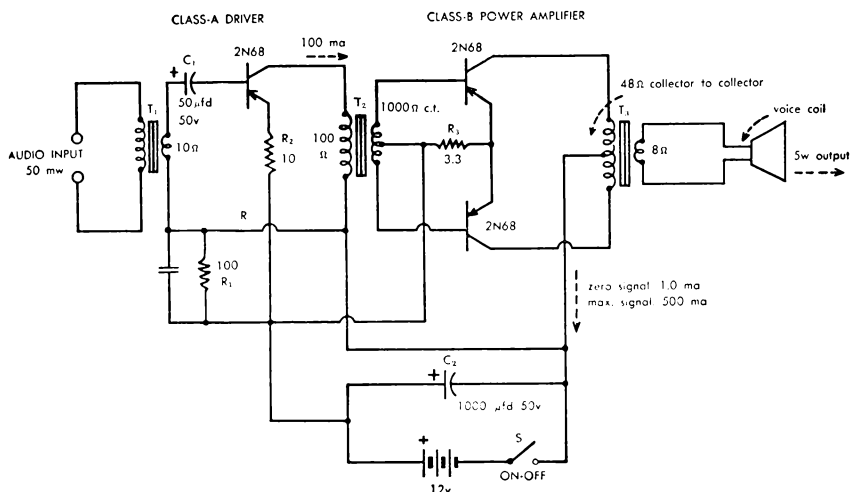 CLASS-A DRIVER
CLASS-B POWER AMPLIFIER
2N68
100 ma
2N68
C₁
+
50 µfd
50v
T₁
10Ω
AUDIO INPUT
50 mw
R₂
10
100
Ω
T₂
1000Ω c.t.
R₃
3.3
48Ω collector to collector
T₃
8Ω
voice coil
5w output
2N68
R
100
R₁
zero signal 1.0 ma
max. signal 500 ma
C₂
+
1000 µfd 50v
+
S
ON-OFF
12v